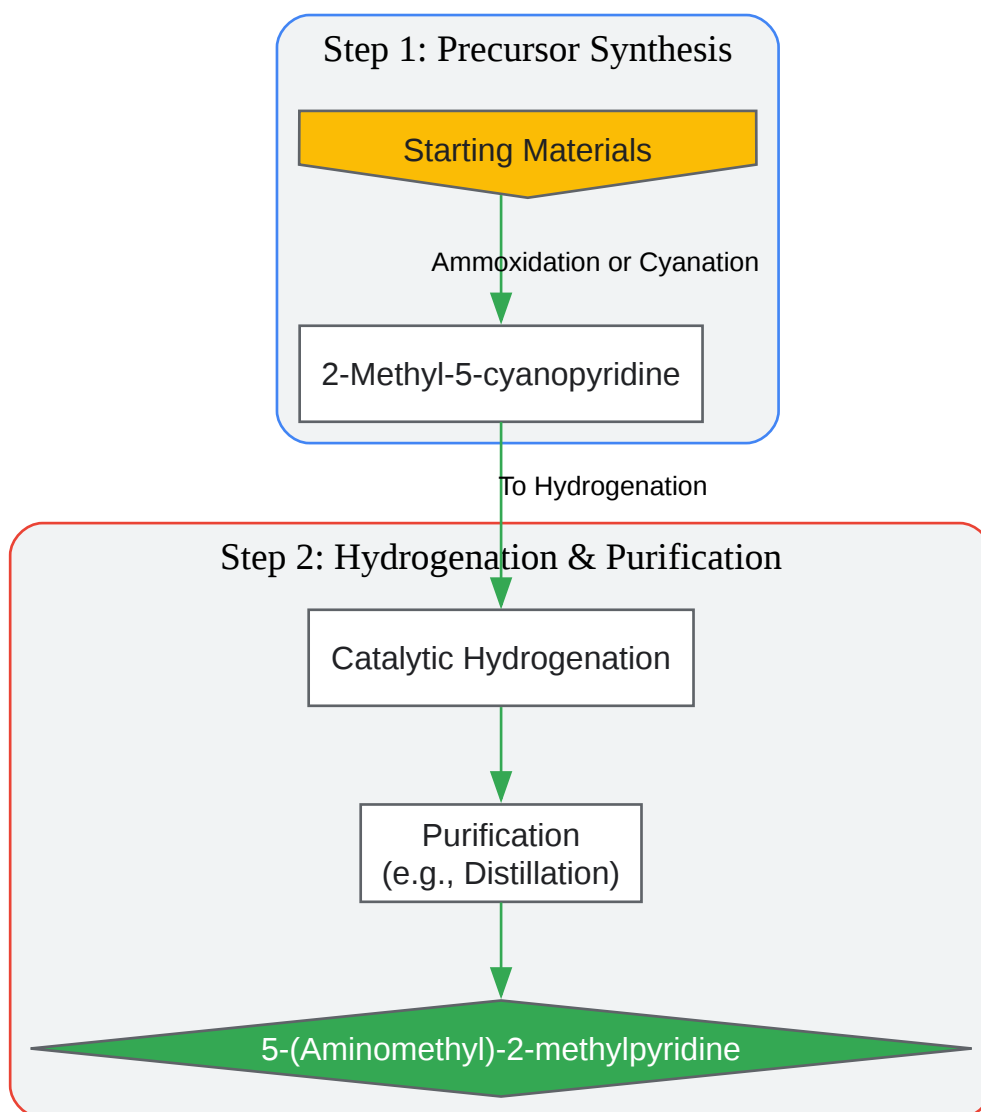 Step 1: Precursor Synthesis
Starting Materials
Ammoxidation or Cyanation
2-Methyl-5-cyanopyridine
To Hydrogenation
Step 2: Hydrogenation & Purification
Catalytic Hydrogenation
Purification
(e.g., Distillation)
5-(Aminomethyl)-2-methylpyridine